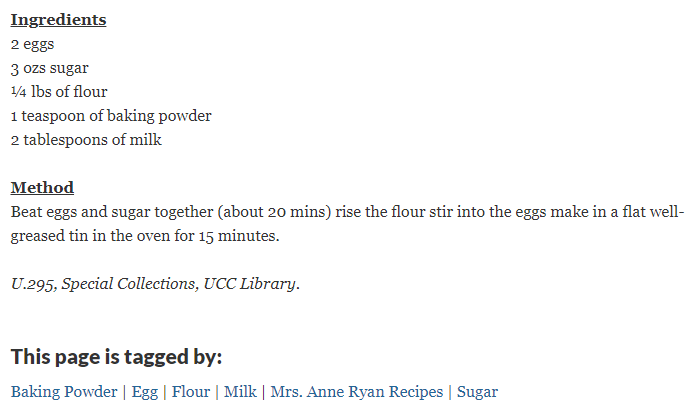 Ingredients
2 eggs
3 ozs sugar
¼ lbs of flour
1 teaspoon of baking powder
2 tablespoons of milk
Method
Beat eggs and sugar together (about 20 mins) rise the flour stir into the eggs make in a flat well-
greased tin in the oven for 15 minutes.
U.295, Special Collections, UCC Library.
This page is tagged by:
Baking Powder | Egg | Flour | Milk | Mrs. Anne Ryan Recipes | Sugar